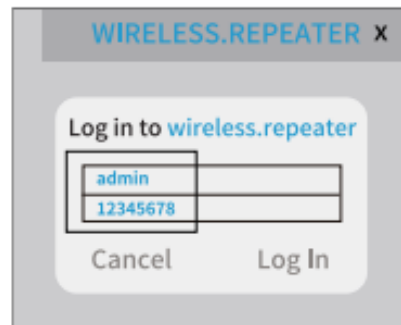 WIRELESS.REPEATER X
Log in to wireless.repeater
admin
12345678
Cancel Log In